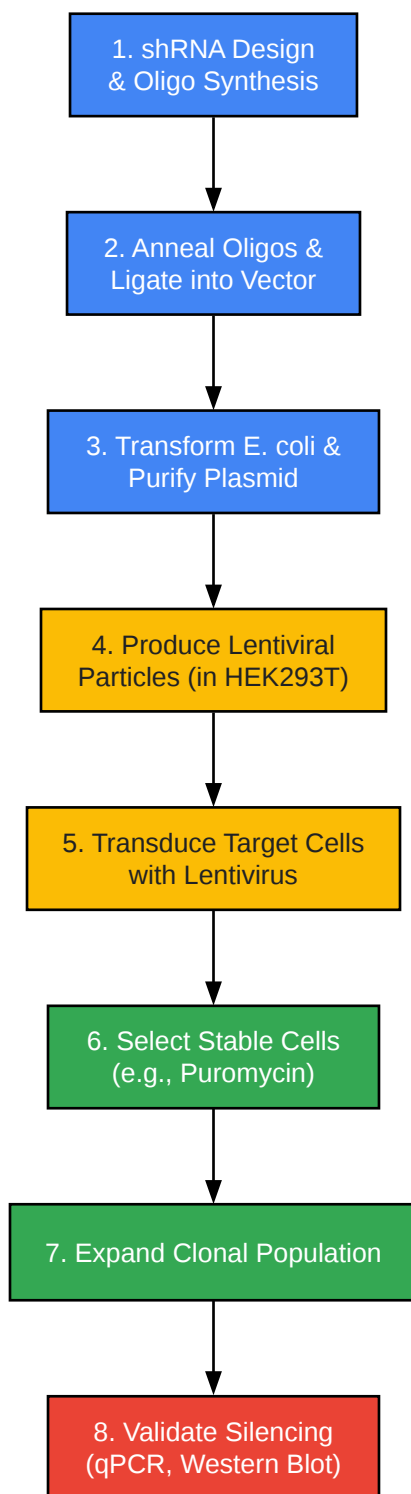 1. shRNA Design
& Oligo Synthesis
2. Anneal Oligos &
Ligate into Vector
3. Transform E. coli &
Purify Plasmid
4. Produce Lentiviral
Particles (in HEK293T)
5. Transduce Target Cells
with Lentivirus
6. Select Stable Cells
(e.g., Puromycin)
7. Expand Clonal Population
8. Validate Silencing
(qPCR, Western Blot)